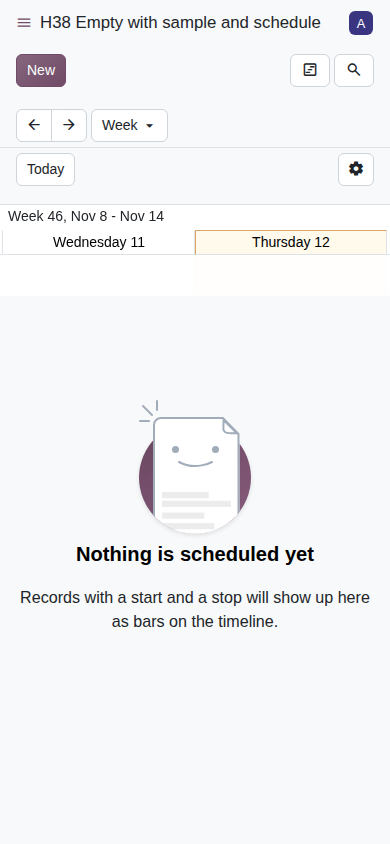 H38 Empty with sample and schedule
A
New
Week
Today
Week 46, Nov 8 - Nov 14
Wednesday 11
Thursday 12
Nothing is scheduled yet
Records with a start and a stop will show up here
as bars on the timeline.